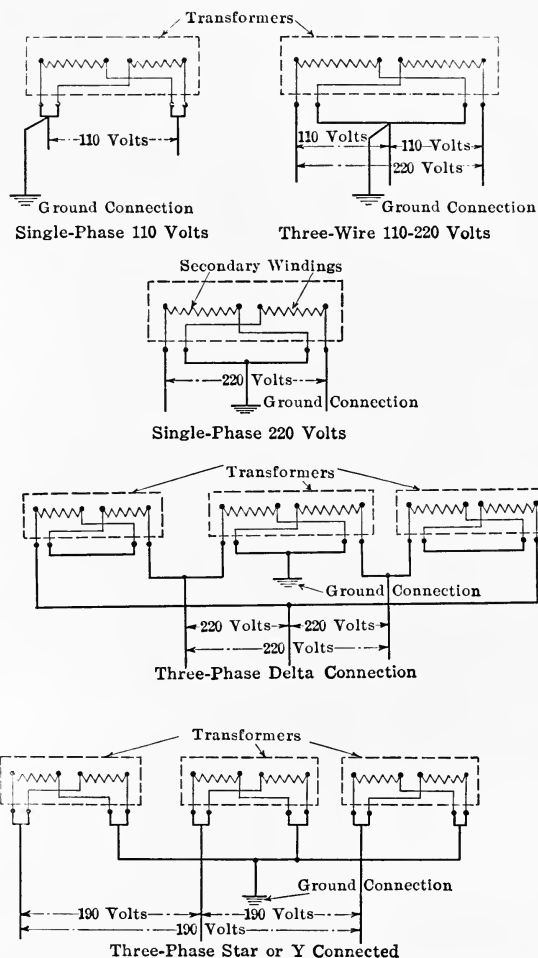 Transformers
110 Volts
110 Volts
110 Volts
220 Volts
Ground Connection
Single-Phase 110 Volts
Three-Wire 110-220 Volts
Secondary Windings
220 Volts
Ground Connection
Single-Phase 220 Volts
Transformers
Ground Connection
220 Volts
220 Volts
220 Volts
Three-Phase Delta Connection
Transformers
Ground Connection
190 Volts
190 Volts
190 Volts
Three-Phase Star or Y Connected